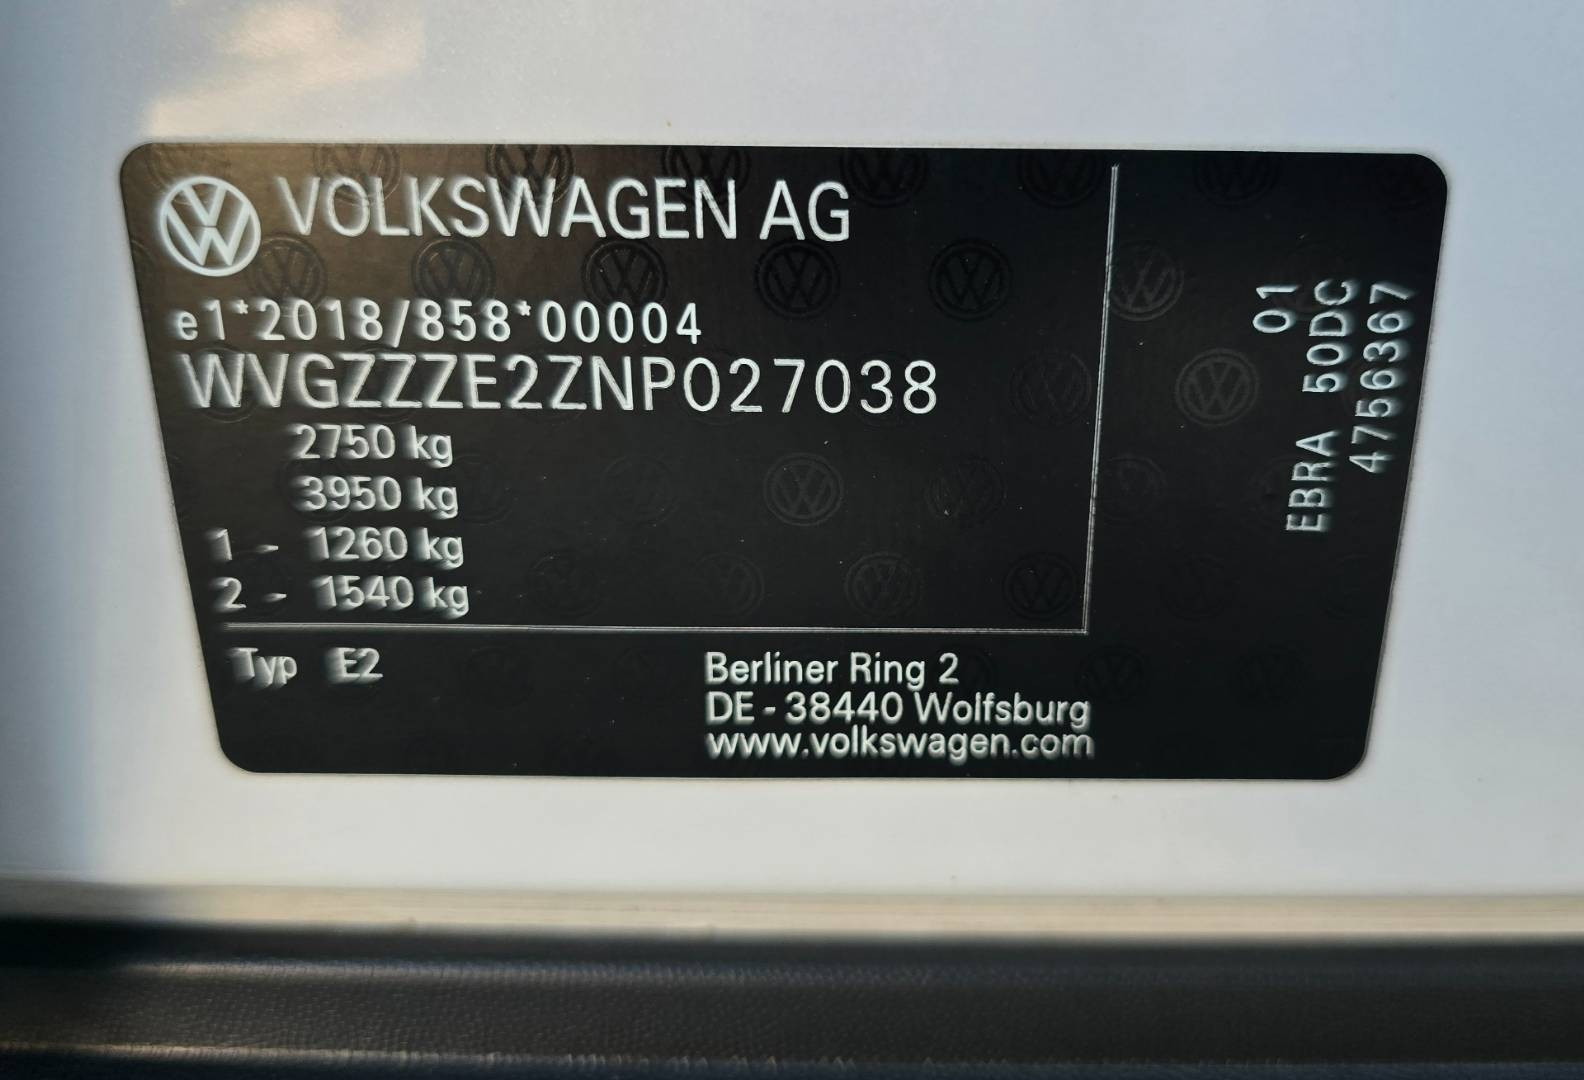 VOLKSWAGEN AG
e1*2018/858*00004
WVGZZZE2ZNP027038
2750 kg
3950 kg
1 - 1260 kg
2 - 1540 kg
Typ E2
Berliner Ring 2
DE - 38440 Wolfsburg
www.volkswagen.com
01
EBRA 50DC
4756367